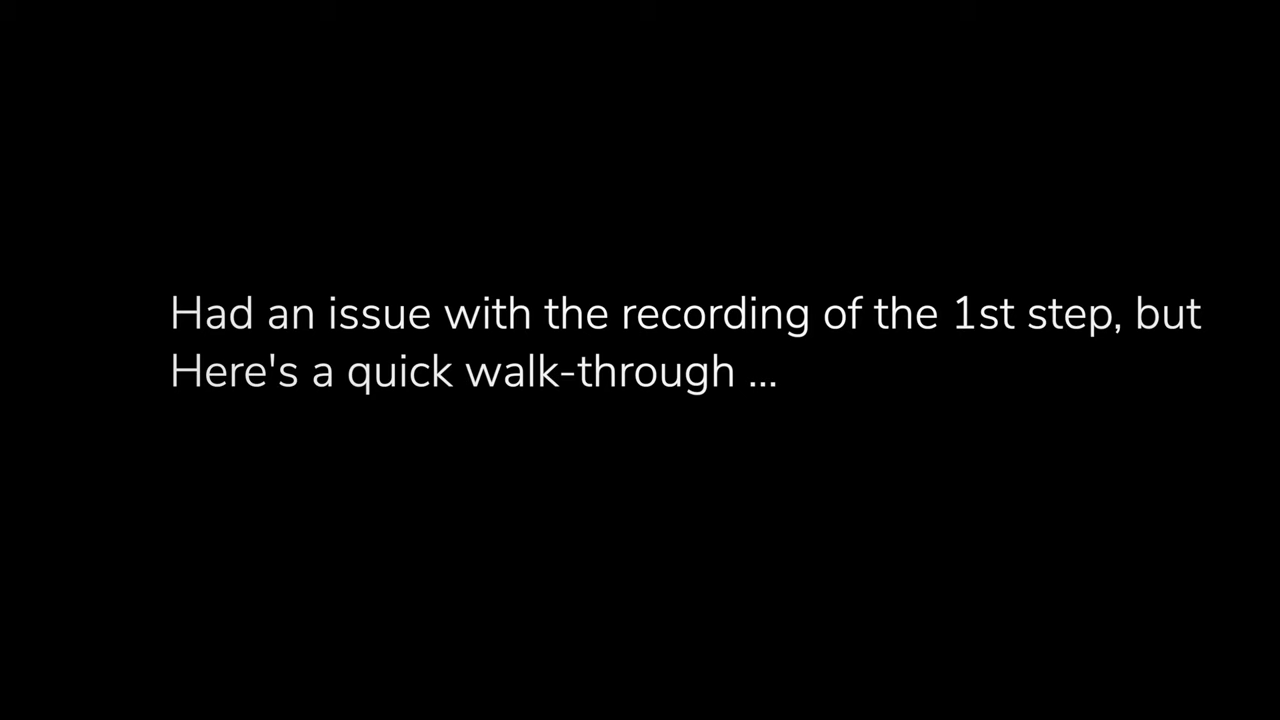 Had an issue with the recording of the 1st step, but
Here's a quick walk-through ...